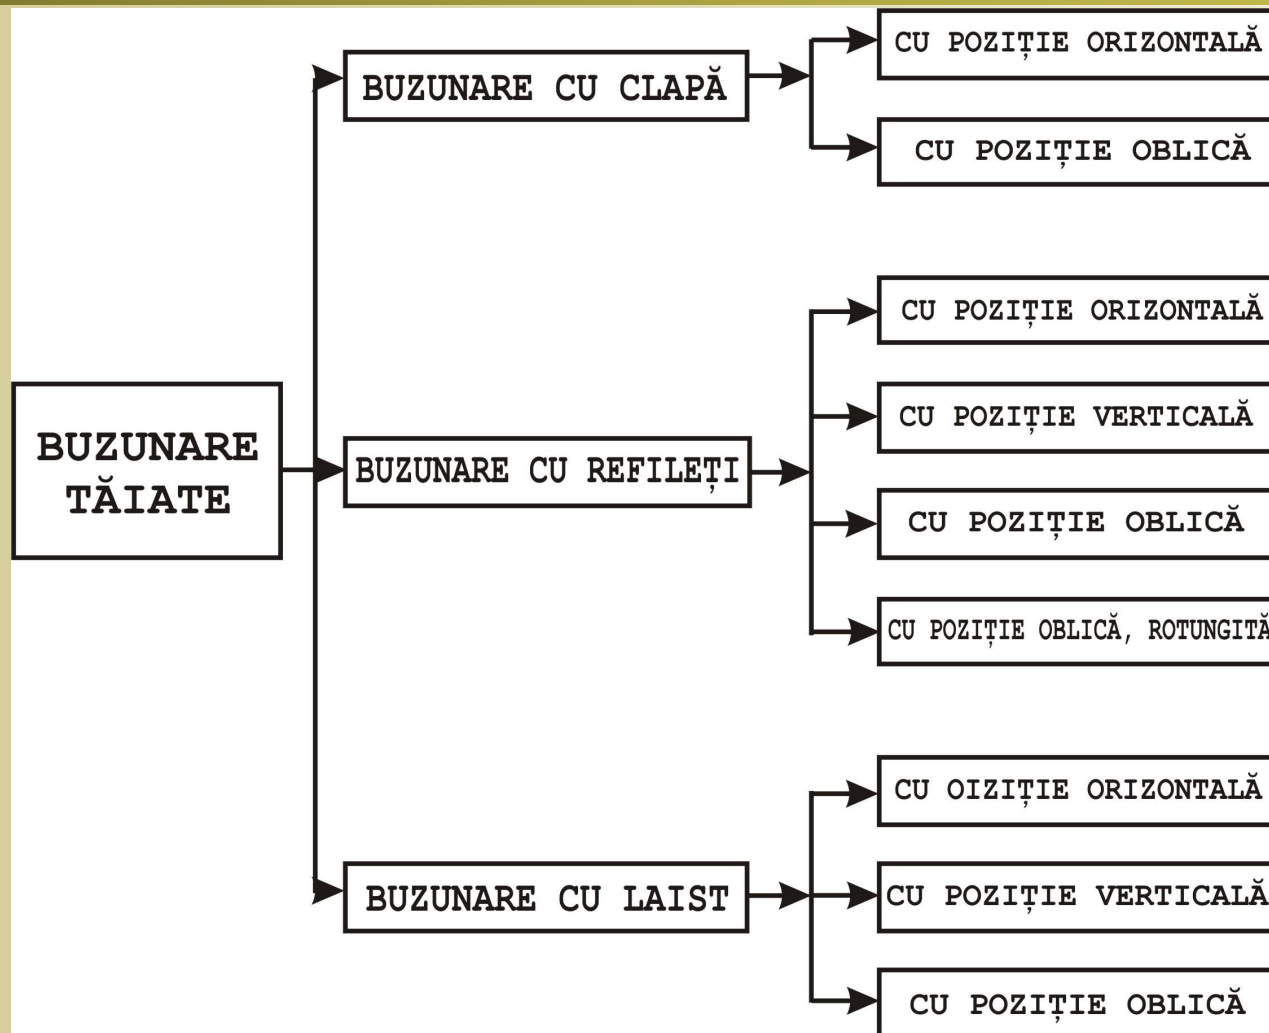 BUZUNARE
TĂIATE
BUZUNARE CU CLAPĂ
CU POZIȚIE ORIZONTALĂ
CU POZIȚIE OBLICĂ
BUZUNARE CU REFILEȚI
CU POZIȚIE ORIZONTALĂ
CU POZIȚIE VERTICALĂ
CU POZIȚIE OBLICĂ
CU POZIȚIE OBLICĂ, ROTUNGITĂ
BUZUNARE CU LAIST
CU OIZIȚIE ORIZONTALĂ
CU POZIȚIE VERTICALĂ
CU POZIȚIE OBLICĂ